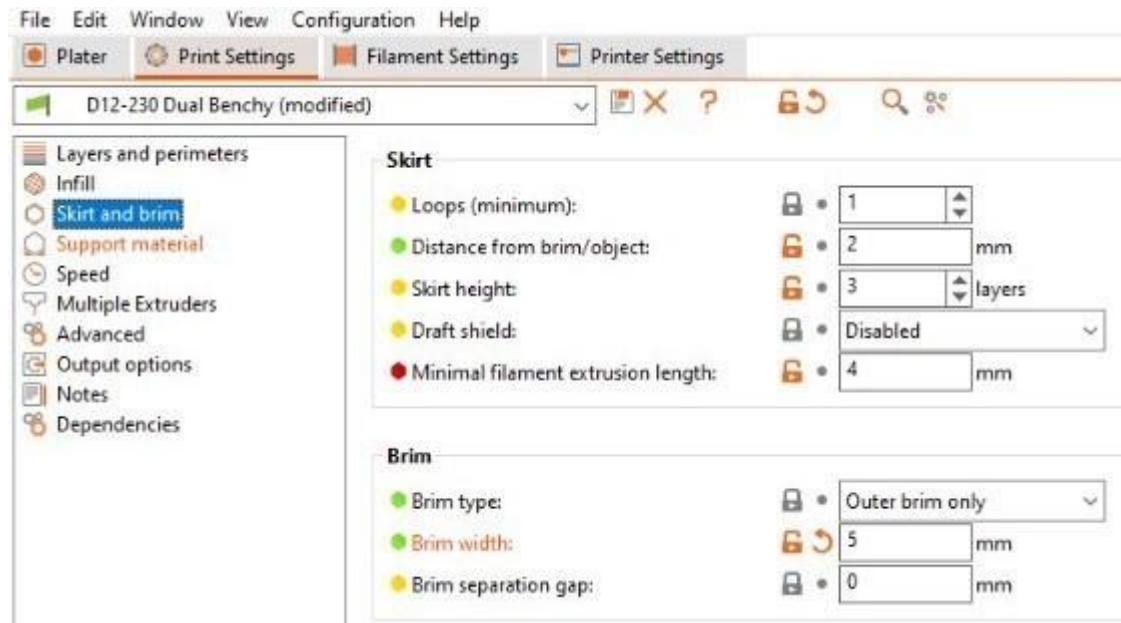 File Edit Window View Configuration Help
Plater Print Settings Filament Settings Printer Settings
D12-230 Dual Benchy (modified) ?
Layers and perimeters
Infill
Skirt and brim
Support material
Speed
Multiple Extruders
Advanced
Output options
Notes
Dependencies
Skirt
Loops (minimum): 1
Distance from brim/object: 2 mm
Skirt height: 3 layers
Draft shield: Disabled
Minimal filament extrusion length: 4 mm
Brim
Brim type: Outer brim only
Brim width: 5 mm
Brim separation gap: 0 mm